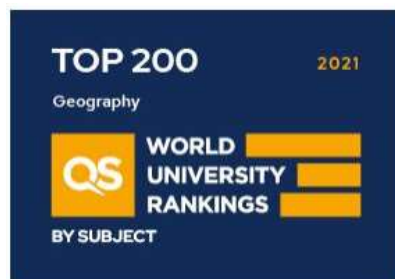 TOP 200 2021
Geography
QS WORLD
UNIVERSITY
RANKINGS
BY SUBJECT